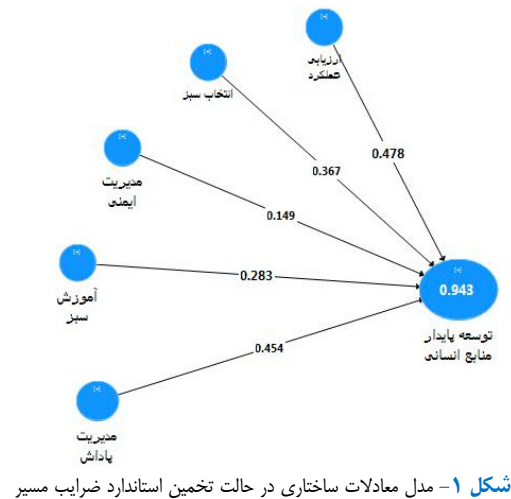 [+]
ارزیابی
عملکرد
[+]
انتخاب سبز
0.478
[+]
0.367
مدیریت
ایمنی
0.149
[+]
آموزش
سبز
0.283
[+]
0.943
توسعه پایدار
منابع انسانی
0.454
[+]
مدیریت
پاداش
شکل ۱- مدل معادلات ساختاری در حالت تخمین استاندارد ضرایب مسیر